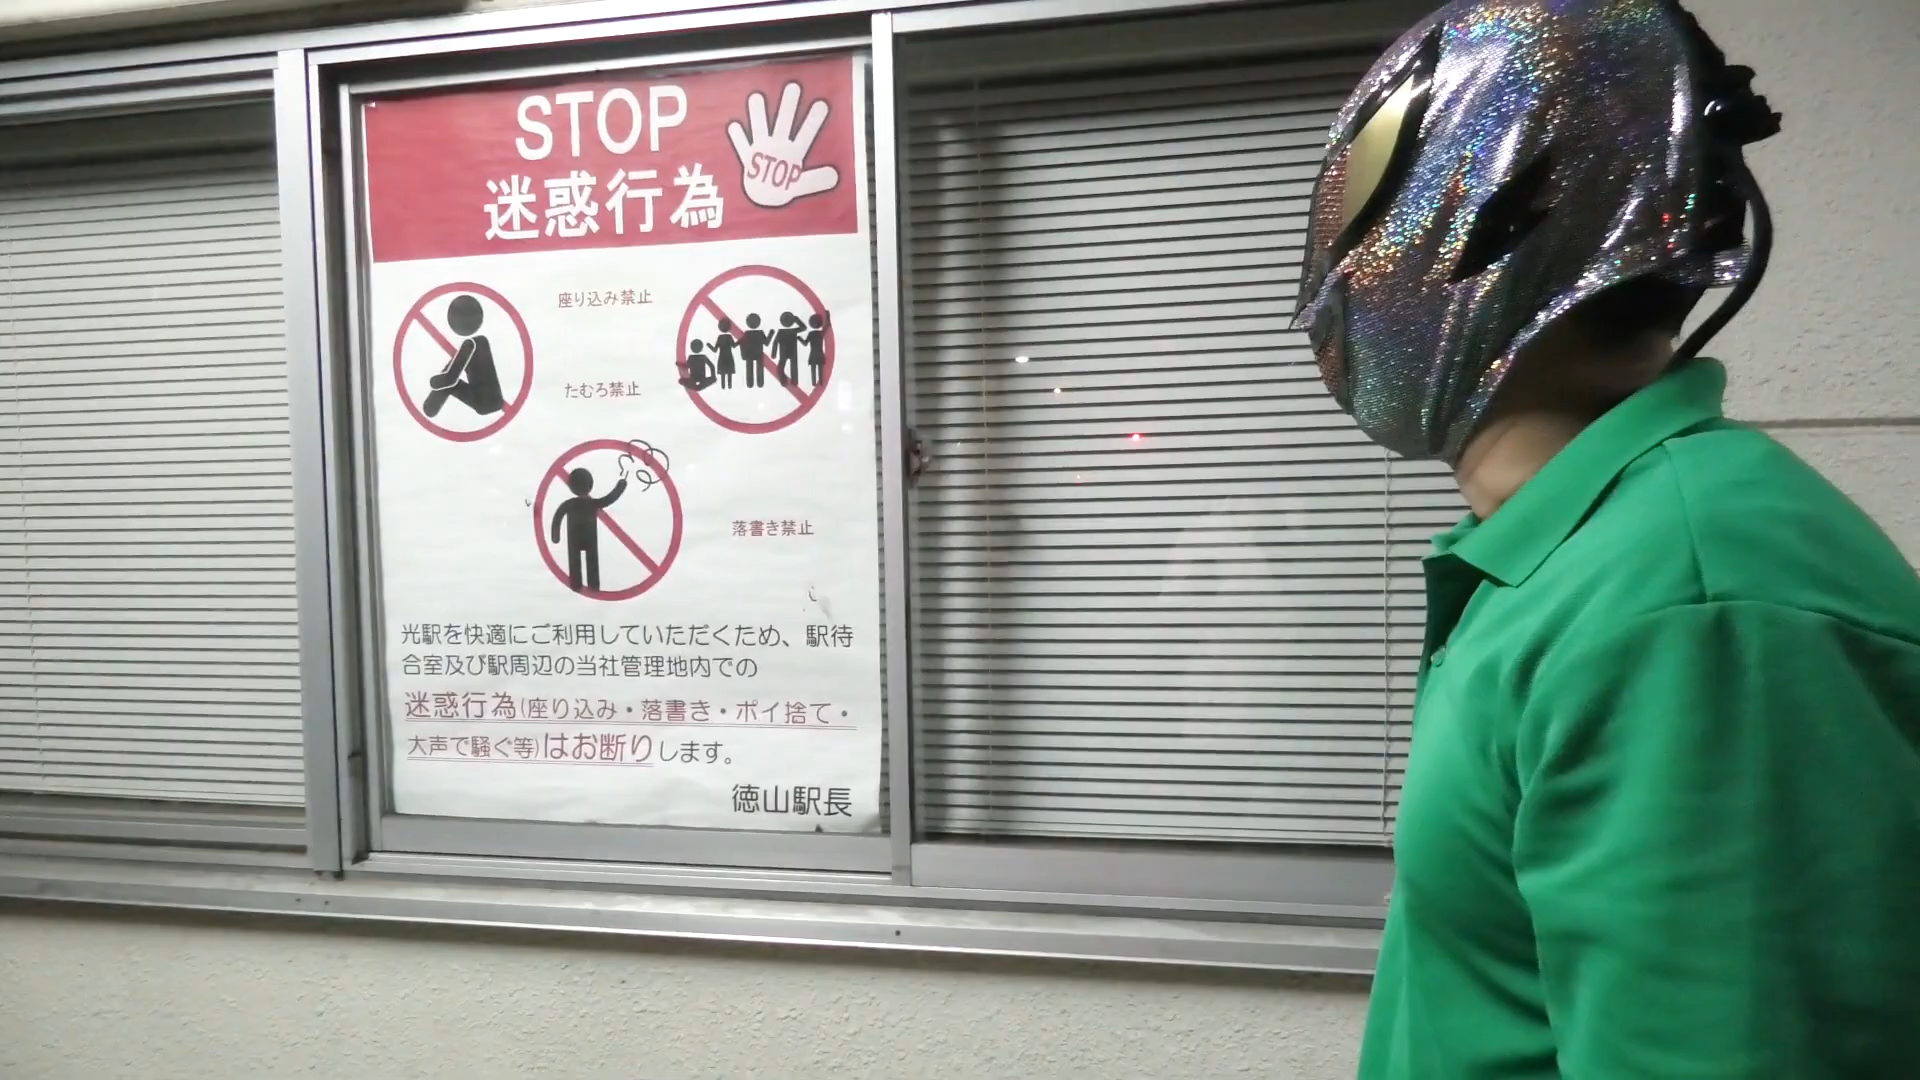 STOP
迷惑行為
STOP
座り込み禁止
たむろ禁止
落書き禁止
光駅を快適にご利用していただくため、駅待
合室及び駅周辺の当社管理地内での
迷惑行為(座り込み・落書き・ポイ捨て・
大声で騒ぐ等)はお断りします。
徳山駅長